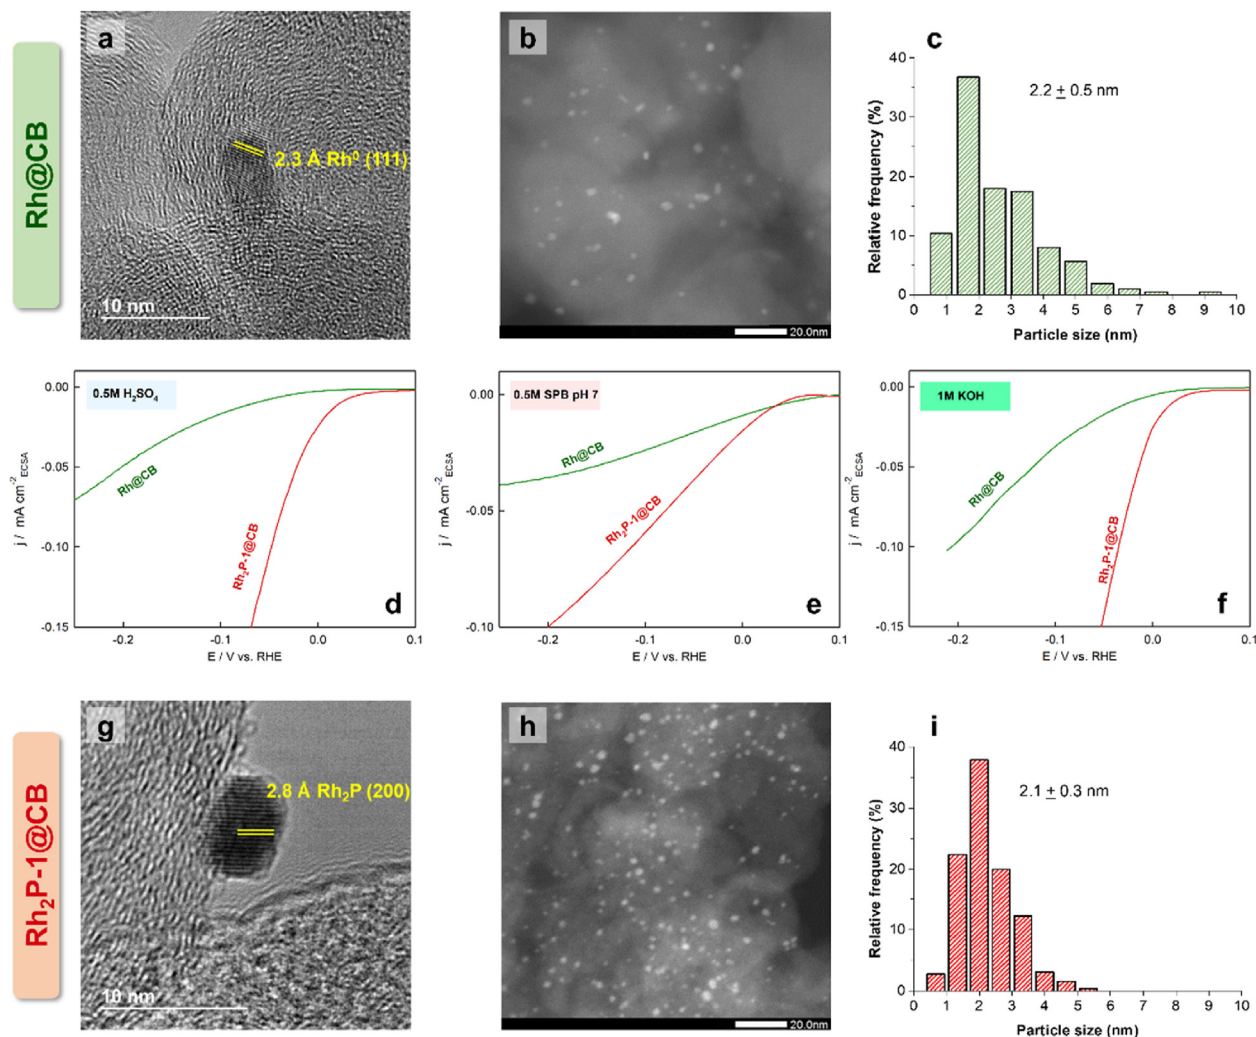 Rh@CB
a
2.3 Å Rh⁰ (111)
10 nm
b
20.0nm
c
2.2 ± 0.5 nm
Relative frequency (%)
40
30
20
10
0
0 1 2 3 4 5 6 7 8 9 10
Particle size (nm)
0.5M H₂SO₄
Rh@CB
Rh₂P-1@CB
d
j / mA cm⁻²ECSA
0.00
-0.05
-0.10
-0.15
-0.2 -0.1 0.0 0.1
E / V vs. RHE
0.5M SPB pH 7
Rh@CB
Rh₂P-1@CB
e
j / mA cm⁻²ECSA
0.00
-0.05
-0.10
-0.2 -0.1 0.0 0.1
E / V vs. RHE
1M KOH
Rh@CB
Rh₂P-1@CB
f
j / mA cm⁻²ECSA
0.00
-0.05
-0.10
-0.15
-0.2 -0.1 0.0 0.1
E / V vs. RHE
Rh₂P-1@CB
g
2.8 Å Rh₂P (200)
10 nm
h
20.0nm
i
2.1 ± 0.3 nm
Relative frequency (%)
40
30
20
10
0
0 1 2 3 4 5 6 7 8 9 10
Particle size (nm)